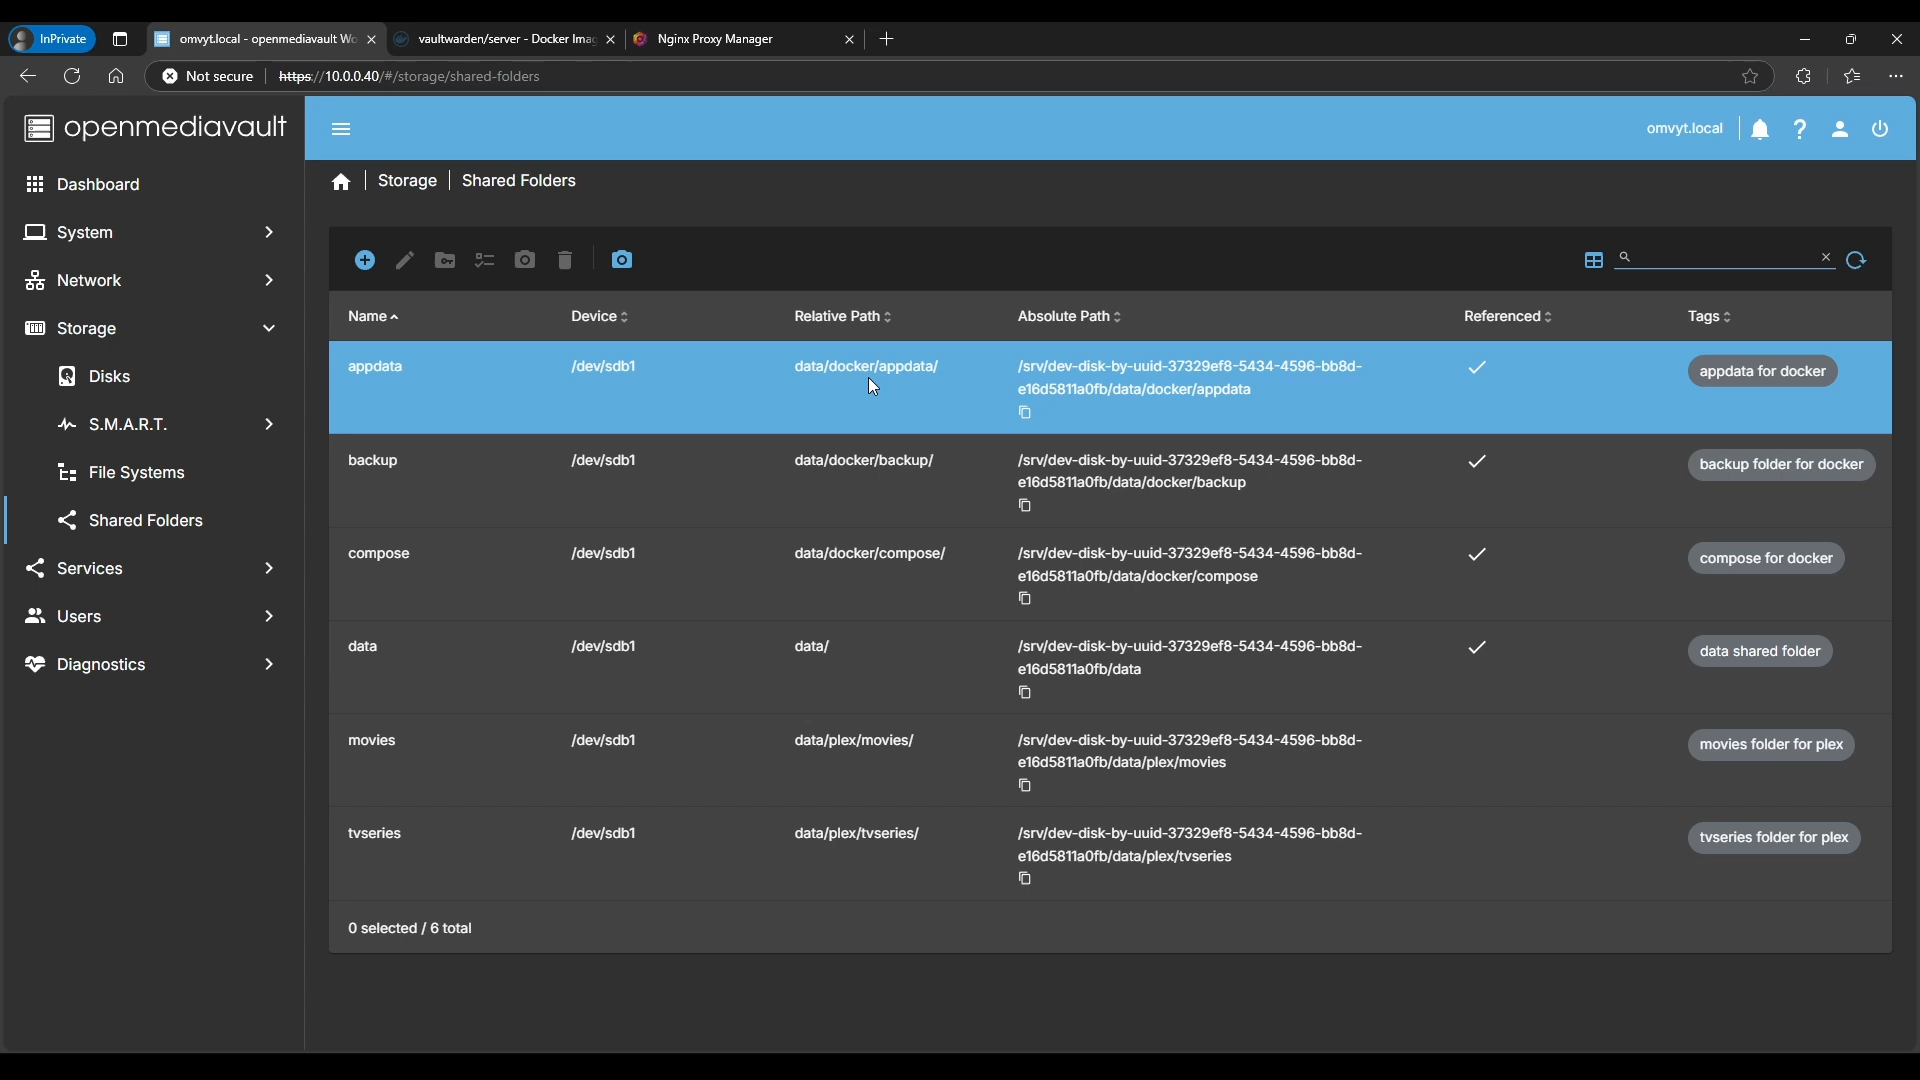 InPrivate
omvyt.local - openmediavault Wo
vaultwarden/server - Docker Imag
Nginx Proxy Manager
Not secure
https://10.0.0.40/#/storage/shared-folders
openmediavault
omvyt.local
Dashboard
System
Network
Storage
Disks
S.M.A.R.T.
File Systems
Shared Folders
Services
Users
Diagnostics
Storage
Shared Folders
Name Device Relative Path Absolute Path Referenced Tags
appdata /dev/sdb1 data/docker/appdata/ /srv/dev-disk-by-uuid-37329ef8-5434-4596-bb8d- appdata for docker
e16d5811a0fb/data/docker/appdata
backup /dev/sdb1 data/docker/backup/ /srv/dev-disk-by-uuid-37329ef8-5434-4596-bb8d- backup folder for docker
e16d5811a0fb/data/docker/backup
compose /dev/sdb1 data/docker/compose/ /srv/dev-disk-by-uuid-37329ef8-5434-4596-bb8d- compose for docker
e16d5811a0fb/data/docker/compose
data /dev/sdb1 data/ /srv/dev-disk-by-uuid-37329ef8-5434-4596-bb8d- data shared folder
e16d5811a0fb/data
movies /dev/sdb1 data/plex/movies/ /srv/dev-disk-by-uuid-37329ef8-5434-4596-bb8d- movies folder for plex
e16d5811a0fb/data/plex/movies
tvseries /dev/sdb1 data/plex/tvseries/ /srv/dev-disk-by-uuid-37329ef8-5434-4596-bb8d- tvseries folder for plex
e16d5811a0fb/data/plex/tvseries
0 selected / 6 total